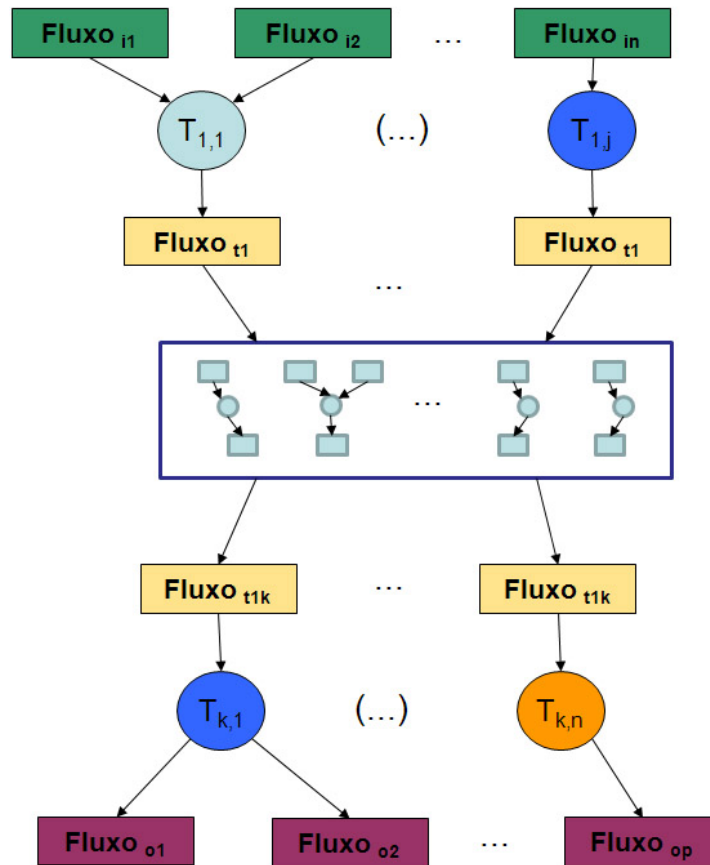 Fluxo i1
Fluxo i2
...
Fluxo in
T1,1
(...)
T1,j
Fluxo t1
Fluxo t1
...
...
Fluxo t1k
...
Fluxo t1k
Tk,1
(...)
Tk,n
Fluxo o1
Fluxo o2
...
Fluxo op